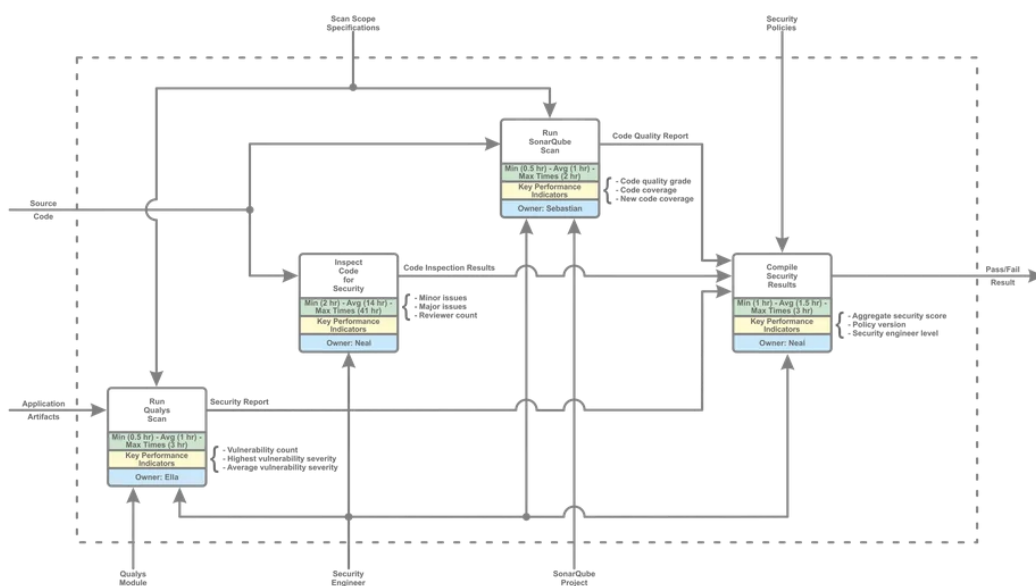 Scan Scope
Specifications
Security
Policies
Run
SonarQube
Scan
Code Quality Report
Min (0.5 hr) - Avg (1 hr) -
Max Times (2 hr)
Key Performance
Indicators
- Code quality grade
- Code coverage
- New code coverage
Owner: Sebastian
Source
Code
Inspect
Code
for
Security
Code Inspection Results
Min (2 hr) - Avg (14 hr) -
Max Times (41 hr)
Key Performance
Indicators
- Minor issues
- Major issues
- Reviewer count
Owner: Neal
Compile
Security
Results
Pass/Fail
Result
Min (1 hr) - Avg (1.5 hr) -
Max Times (3 hr)
Key Performance
Indicators
- Aggregate security score
- Policy version
- Security engineer level
Owner: Neal
Application
Artifacts
Run
Qualys
Scan
Security Report
Min (0.5 hr) - Avg (1 hr) -
Max Times (3 hr)
Key Performance
Indicators
- Vulnerability count
- Highest vulnerability severity
- Average vulnerability severity
Owner: Ella
Qualys
Module
Security
Engineer
SonarQube
Project